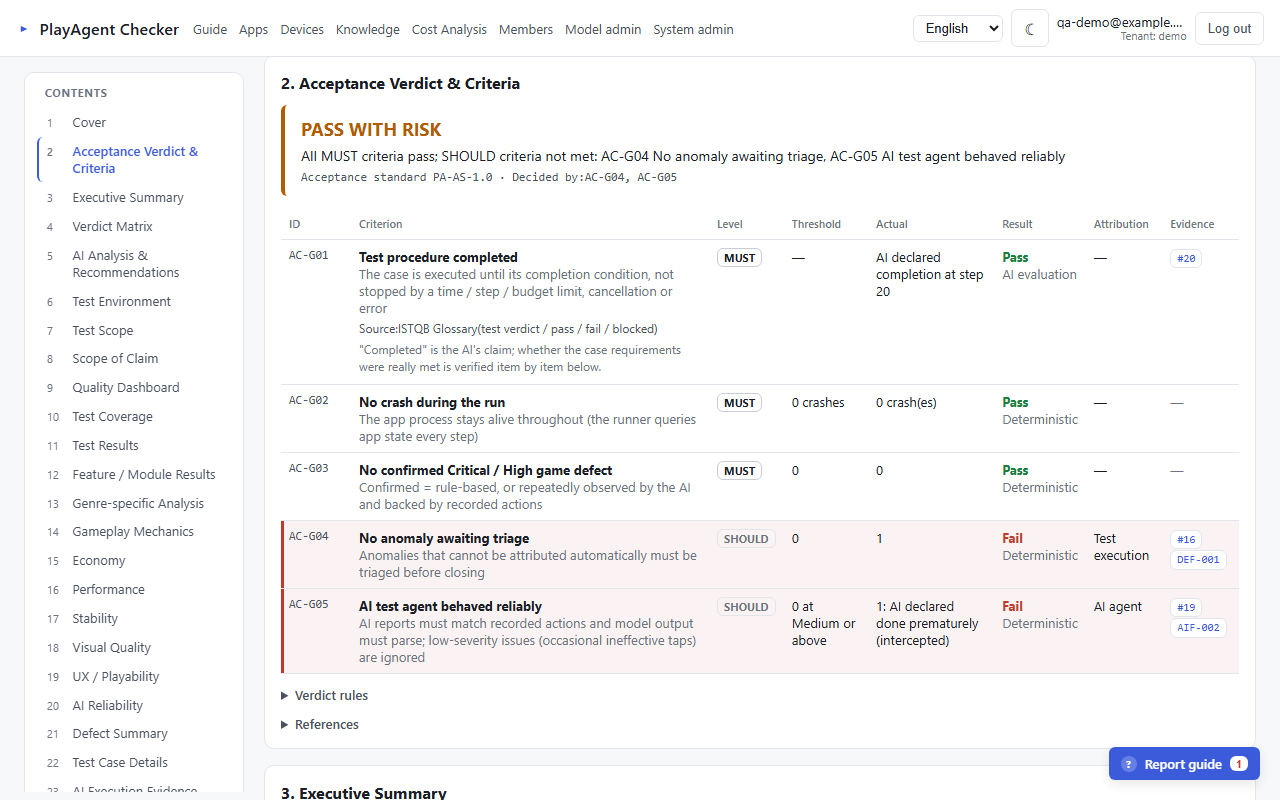 ▸ PlayAgent Checker Guide Apps Devices Knowledge Cost Analysis Members Model admin System admin English qa-demo@example.... Log out
Tenant: demo
CONTENTS
1 Cover
2 Acceptance Verdict &
Criteria
3 Executive Summary
4 Verdict Matrix
5 AI Analysis &
Recommendations
6 Test Environment
7 Test Scope
8 Scope of Claim
9 Quality Dashboard
10 Test Coverage
11 Test Results
12 Feature / Module Results
13 Genre-specific Analysis
14 Gameplay Mechanics
15 Economy
16 Performance
17 Stability
18 Visual Quality
19 UX / Playability
20 AI Reliability
21 Defect Summary
22 Test Case Details
23 AI Execution Evidence
2. Acceptance Verdict & Criteria
PASS WITH RISK
All MUST criteria pass; SHOULD criteria not met: AC-G04 No anomaly awaiting triage, AC-G05 AI test agent behaved reliably
Acceptance standard PA-AS-1.0 · Decided by:AC-G04, AC-G05
ID Criterion Level Threshold Actual Result Attribution Evidence
AC-G01 Test procedure completed MUST — AI declared Pass — #20
The case is executed until its completion condition, not completion at step AI evaluation
stopped by a time / step / budget limit, cancellation or 20
error
Source:ISTQB Glossary(test verdict / pass / fail / blocked)
"Completed" is the AI's claim; whether the case requirements
were really met is verified item by item below.
AC-G02 No crash during the run MUST 0 crashes 0 crash(es) Pass — —
The app process stays alive throughout (the runner queries Deterministic
app state every step)
AC-G03 No confirmed Critical / High game defect MUST 0 0 Pass — —
Confirmed = rule-based, or repeatedly observed by the AI Deterministic
and backed by recorded actions
AC-G04 No anomaly awaiting triage SHOULD 0 1 Fail Test #16
Anomalies that cannot be attributed automatically must be Deterministic execution DEF-001
triaged before closing
AC-G05 AI test agent behaved reliably SHOULD 0 at 1: AI declared Fail AI agent #19
AI reports must match recorded actions and model output Medium or done prematurely Deterministic AIF-002
must parse; low-severity issues (occasional ineffective taps) above (intercepted)
are ignored
▶ Verdict rules
▶ References
? Report guide 1
3. Executive Summary